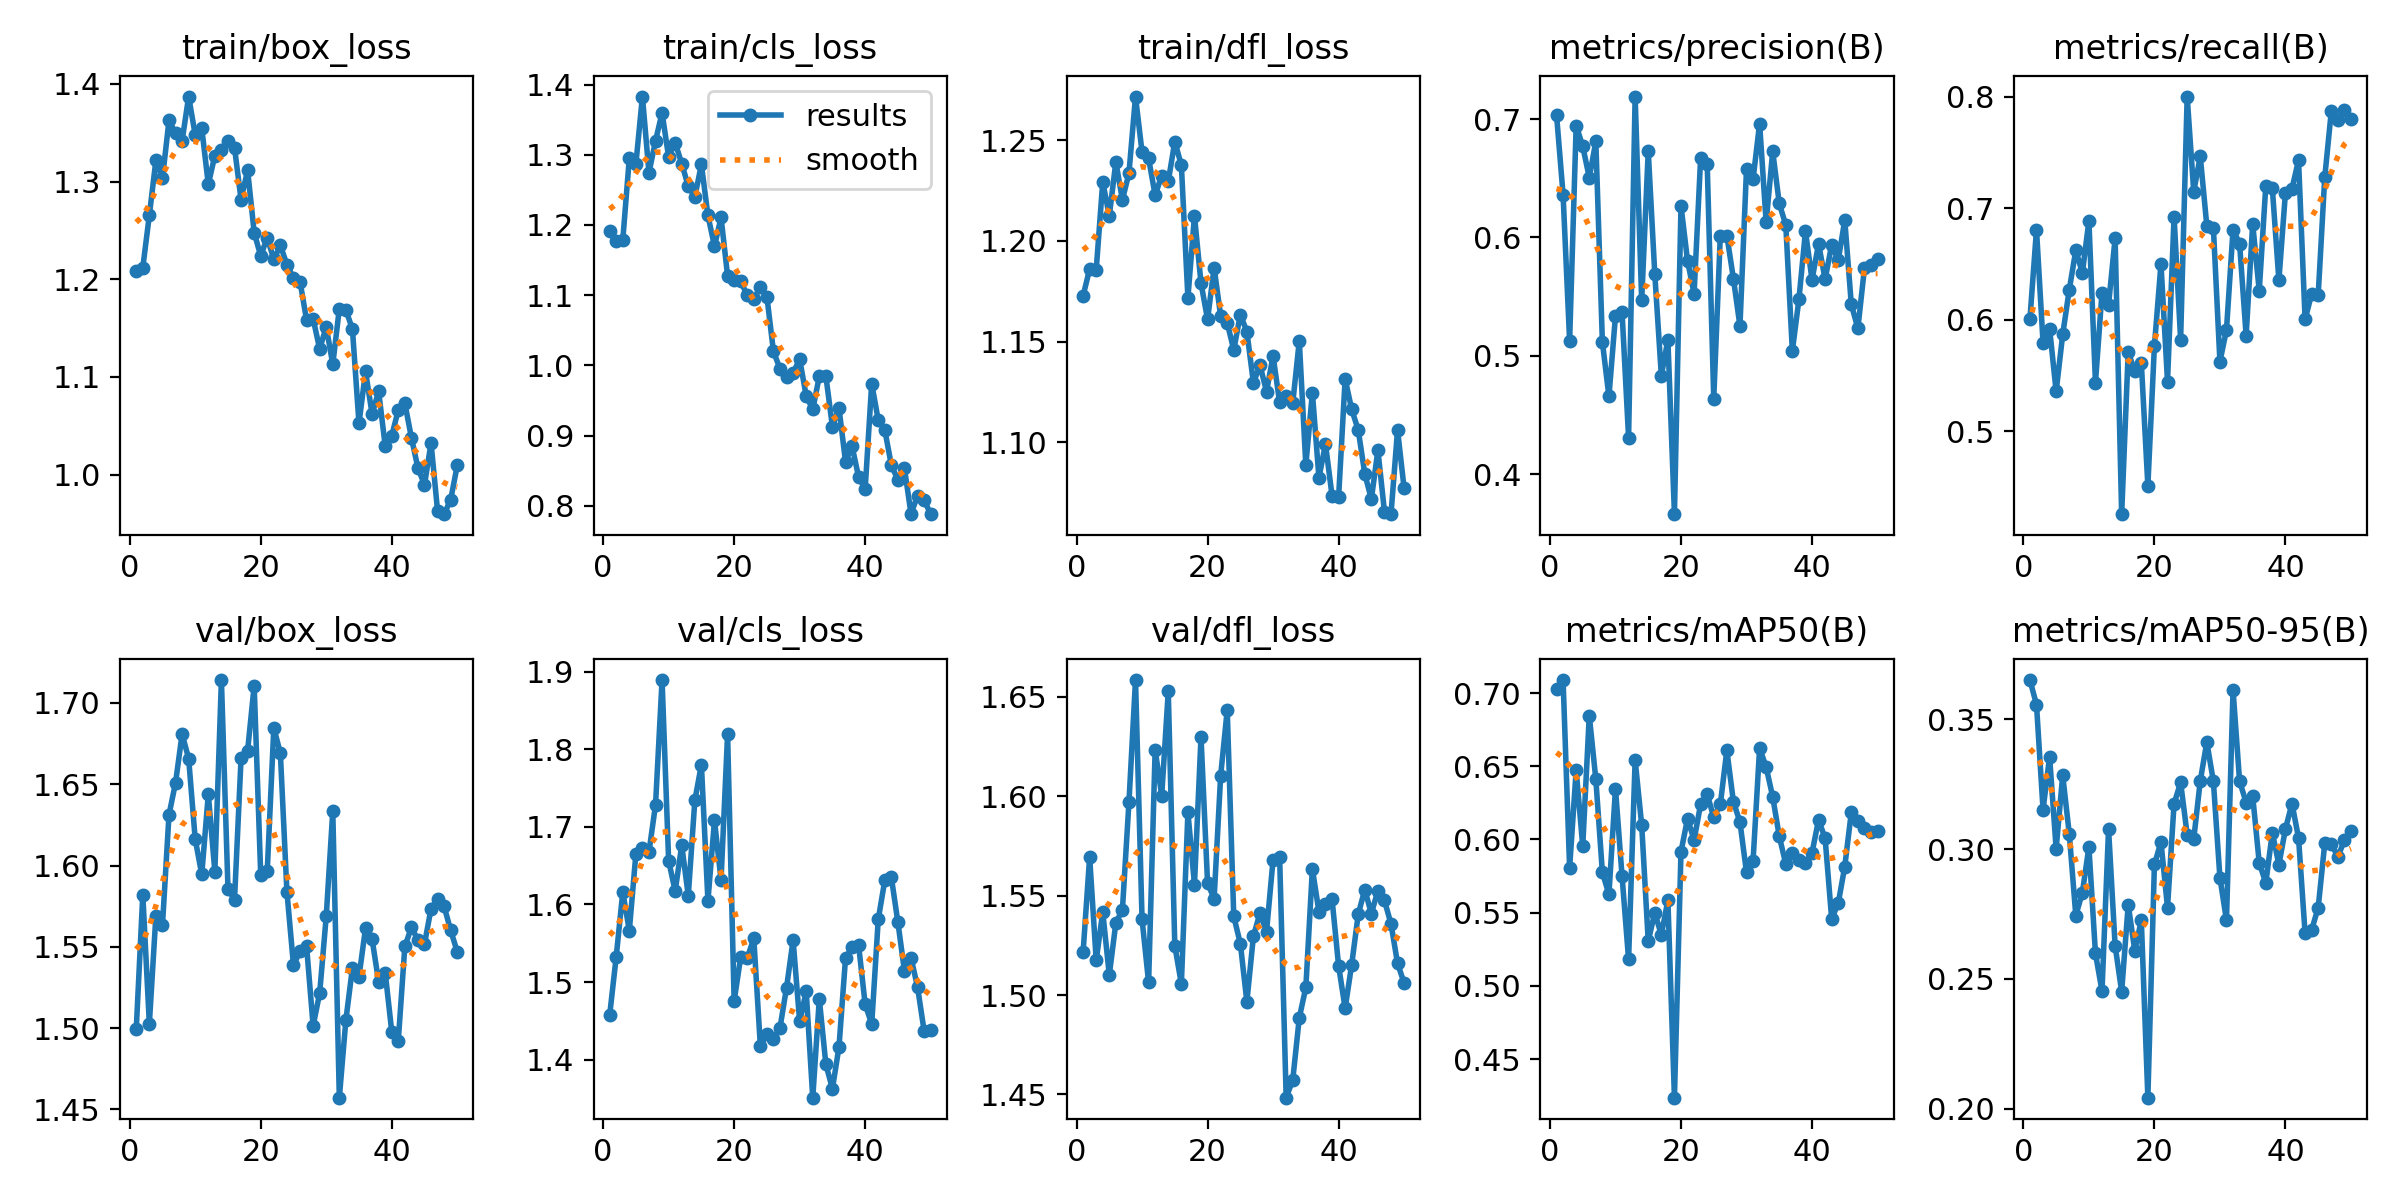 train/box_loss
1.4
1.3
1.2
1.1
1.0
0 20 40
train/cls_loss
results
smooth
1.4
1.3
1.2
1.1
1.0
0.9
0.8
0 20 40
train/dfl_loss
1.25
1.20
1.15
1.10
0 20 40
metrics/precision(B)
0.7
0.6
0.5
0.4
0 20 40
metrics/recall(B)
0.8
0.7
0.6
0.5
0 20 40
val/box_loss
1.70
1.65
1.60
1.55
1.50
1.45
0 20 40
val/cls_loss
1.9
1.8
1.7
1.6
1.5
1.4
0 20 40
val/dfl_loss
1.65
1.60
1.55
1.50
1.45
0 20 40
metrics/mAP50(B)
0.70
0.65
0.60
0.55
0.50
0.45
0 20 40
metrics/mAP50-95(B)
0.35
0.30
0.25
0.20
0 20 40